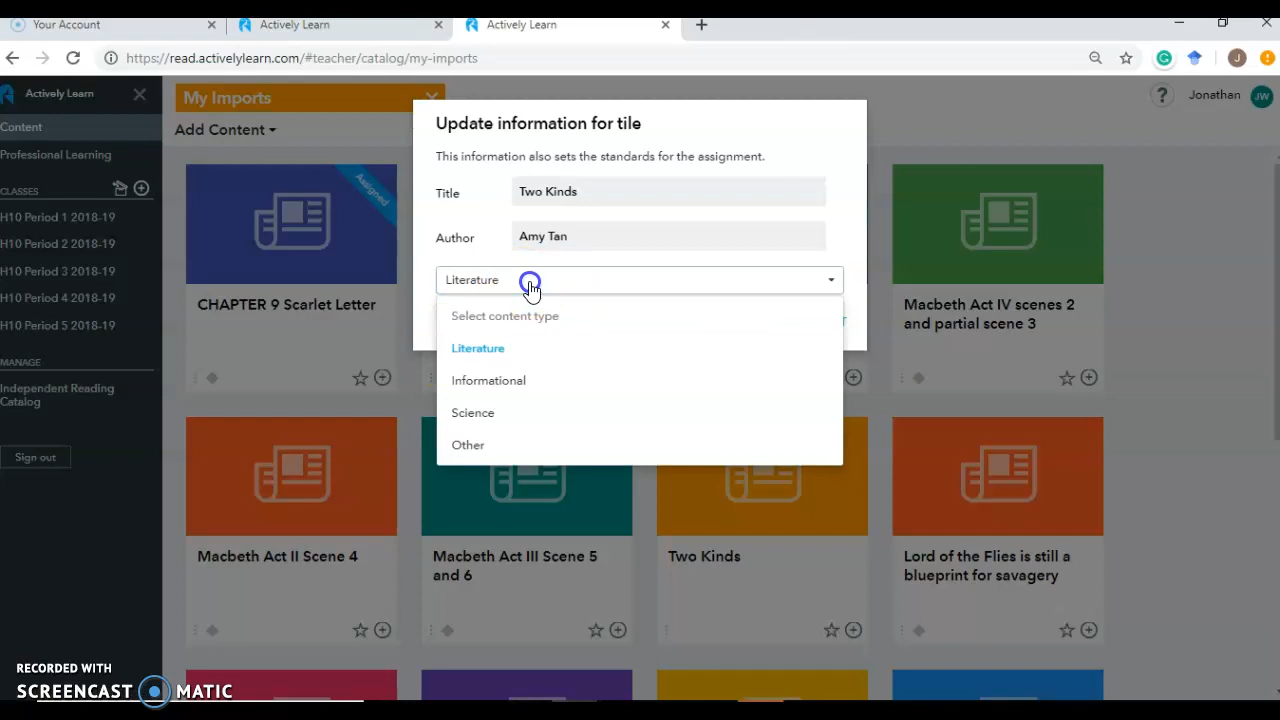 Your Account
Actively Learn
Actively Learn
https://read.activelylearn.com/#teacher/catalog/my-imports
J
Actively Learn
My Imports
Jonathan
JW
Content
Add Content
Professional Learning
CLASSES
H10 Period 1 2018-19
H10 Period 2 2018-19
H10 Period 3 2018-19
H10 Period 4 2018-19
H10 Period 5 2018-19
MANAGE
Independent Reading
Catalog
Sign out
Update information for tile
This information also sets the standards for the assignment.
Title
Two Kinds
Author
Amy Tan
Literature
Select content type
Literature
Informational
Science
Other
Assigned
CHAPTER 9 Scarlet Letter
Macbeth Act IV scenes 2
and partial scene 3
Macbeth Act II Scene 4
Macbeth Act III Scene 5
and 6
Two Kinds
Lord of the Flies is still a
blueprint for savagery
RECORDED WITH
SCREENCAST MATIC